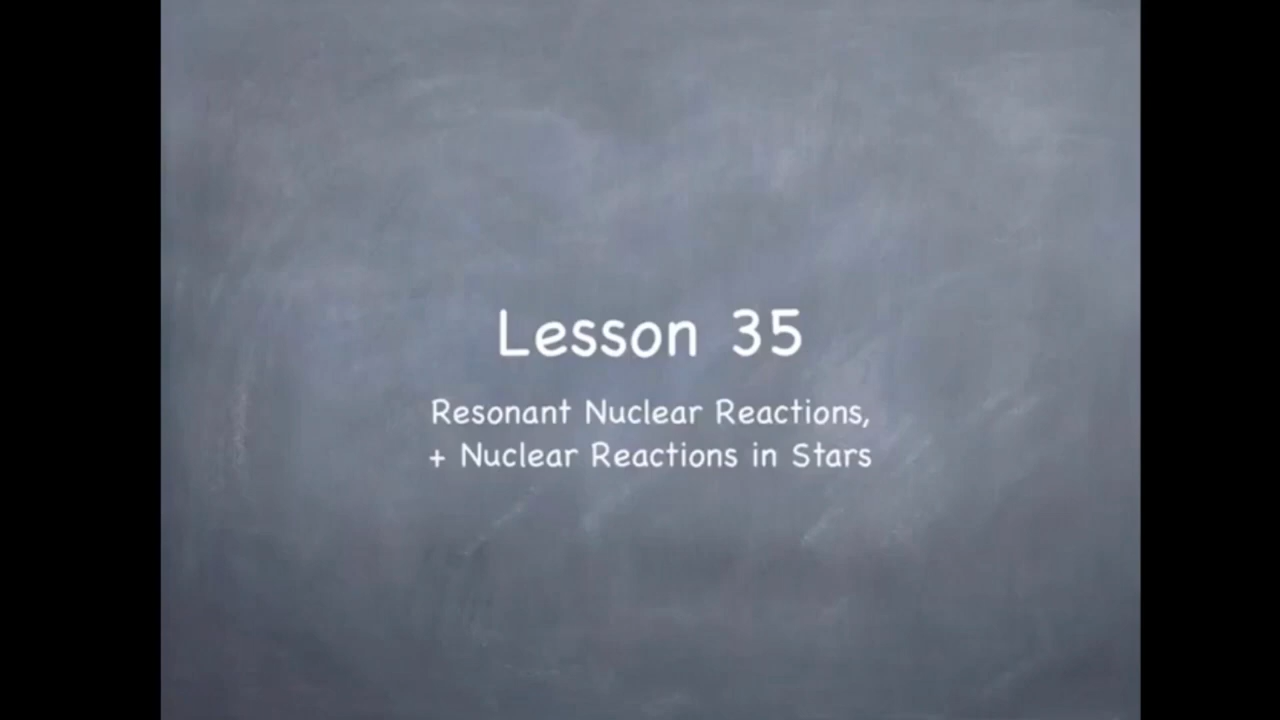 Lesson 35
Resonant Nuclear Reactions,
+ Nuclear Reactions in Stars